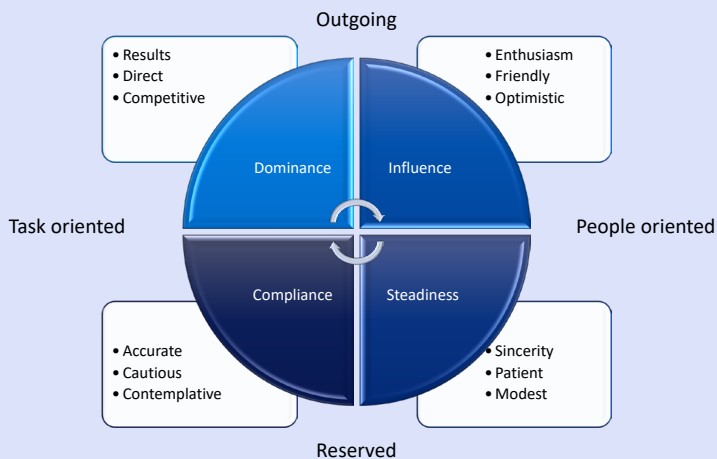 Outgoing
• Results
• Direct
• Competitive
• Enthusiasm
• Friendly
• Optimistic
Dominance
Influence
Task oriented
People oriented
Compliance
Steadiness
• Accurate
• Cautious
• Contemplative
• Sincerity
• Patient
• Modest
Reserved